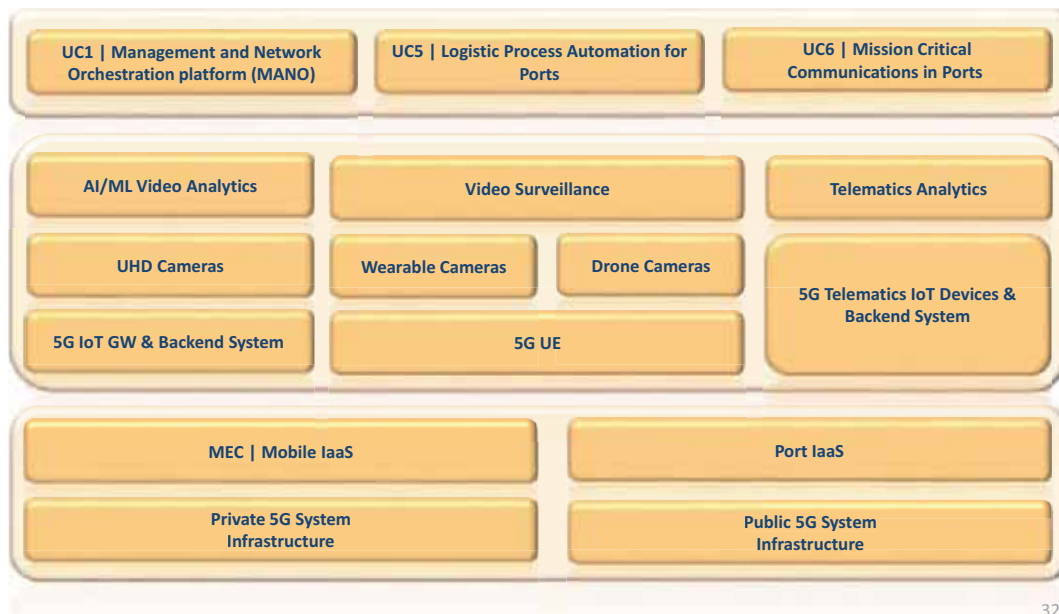 UC1 | Management and Network
Orchestration platform (MANO)
UC5 | Logistic Process Automation for
Ports
UC6 | Mission Critical
Communications in Ports
AI/ML Video Analytics
Video Surveillance
Telematics Analytics
UHD Cameras
Wearable Cameras
Drone Cameras
5G Telematics IoT Devices &
Backend System
5G IoT GW & Backend System
5G UE
MEC | Mobile IaaS
Port IaaS
Private 5G System
Infrastructure
Public 5G System
Infrastructure
32